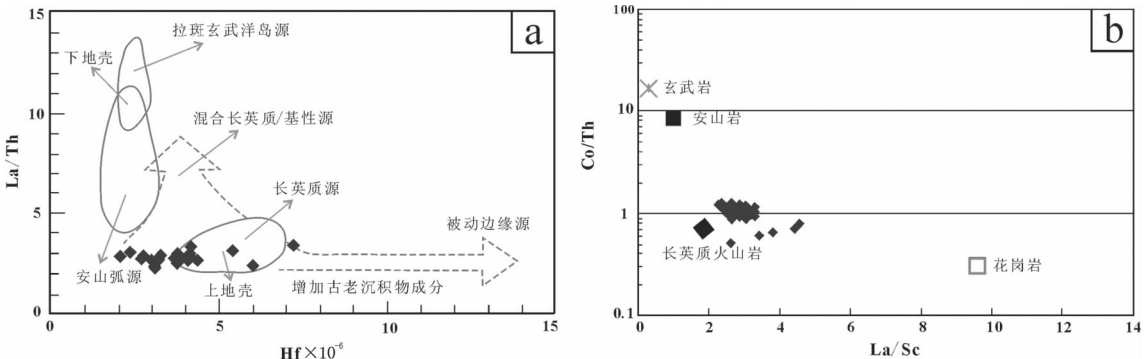 a
15
10
5
0
La/Th
拉斑玄武洋岛源
下地壳
混合长英质/基性源
长英质源
被动边缘源
安山弧源
上地壳
增加古老沉积物成分
0
5
10
15
Hf×10-6
b
100
10
1
0.1
Co/Th
玄武岩
安山岩
长英质火山岩
花岗岩
0
2
4
6
8
10
12
14
La/Sc